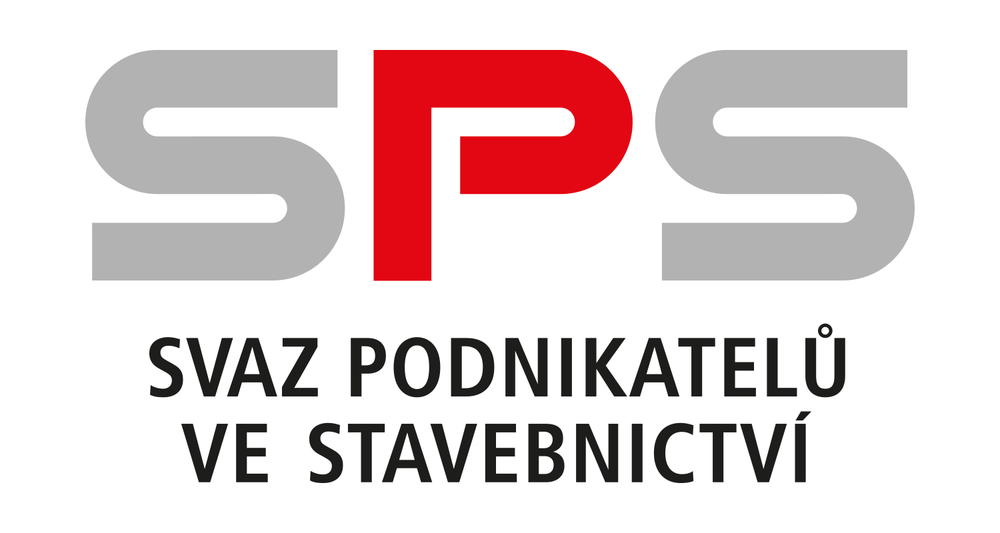 SPS
SVAZ PODNIKATELŮ
VE STAVEBNICTVÍ